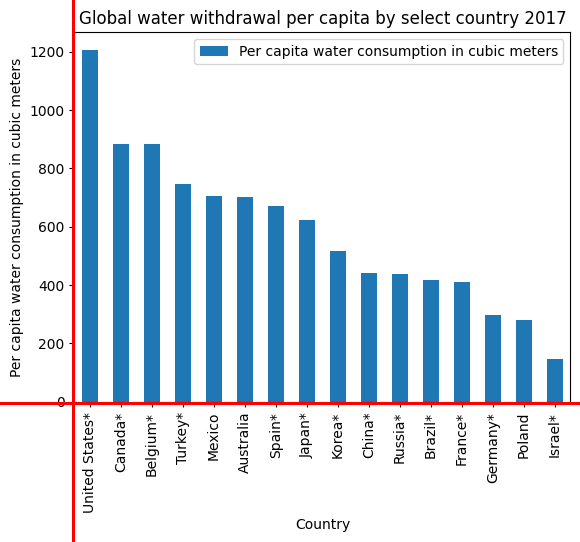 Global water withdrawal per capita by select country 2017
Per capita water consumption in cubic meters
Per capita water consumption in cubic meters
1200
1000
800
600
400
200
0
United States*
Canada*
Belgium*
Turkey*
Mexico
Australia
Spain*
Japan*
Korea*
China*
Russia*
Brazil*
France*
Germany*
Poland
Israel*
Country